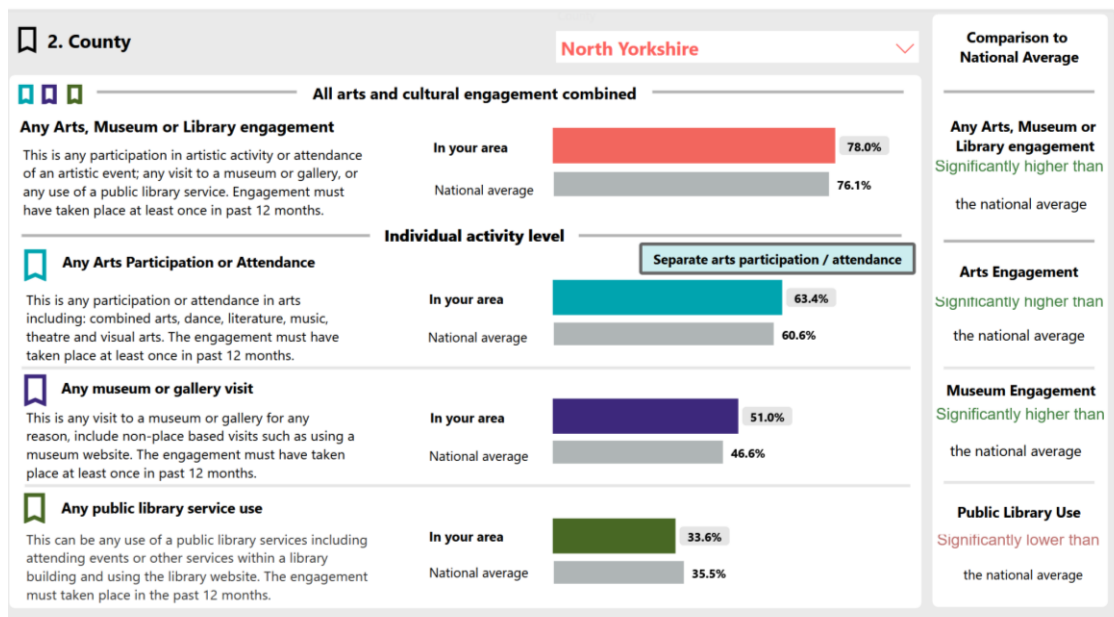 2. County
North Yorkshire
All arts and cultural engagement combined
Any Arts, Museum or Library engagement
This is any participation in artistic activity or attendance
of an artistic event; any visit to a museum or gallery, or
any use of a public library service. Engagement must
have taken place at least once in past 12 months.
In your area
78.0%
National average
76.1%
Individual activity level
Any Arts Participation or Attendance
Separate arts participation / attendance
This is any participation or attendance in arts
including: combined arts, dance, literature, music,
theatre and visual arts. The engagement must have
taken place at least once in past 12 months.
In your area
63.4%
National average
60.6%
Any museum or gallery visit
This is any visit to a museum or gallery for any
reason, include non-place based visits such as using a
museum website. The engagement must have taken
place at least once in past 12 months.
In your area
51.0%
National average
46.6%
Any public library service use
This can be any use of a public library services including
attending events or other services within a library
building and using the library website. The engagement
must taken place in the past 12 months.
In your area
33.6%
National average
35.5%
Comparison to
National Average
Any Arts, Museum or
Library engagement
Significantly higher than
the national average
Arts Engagement
Significantly higher than
the national average
Museum Engagement
Significantly higher than
the national average
Public Library Use
Significantly lower than
the national average